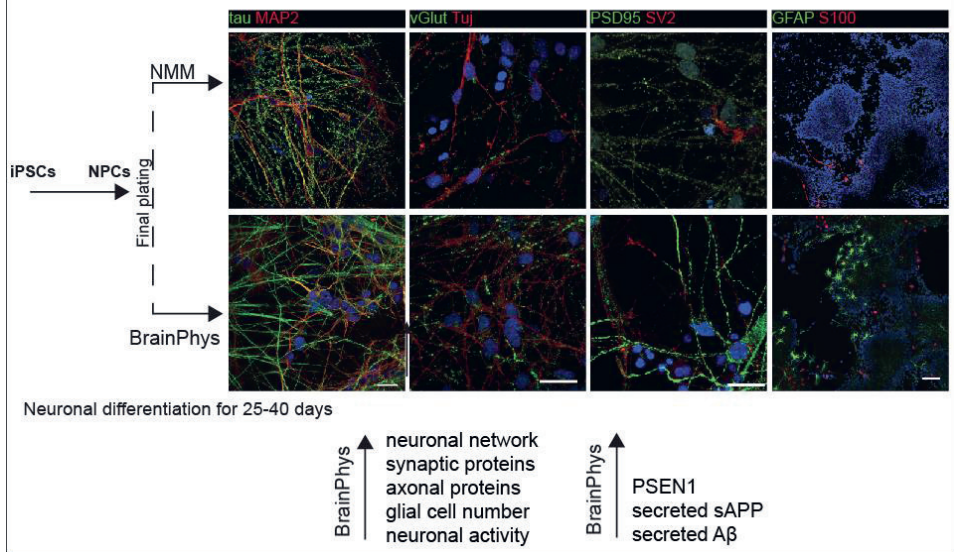 tau MAP2
vGlut Tuj
PSD95 SV2
GFAP S100
NMM
iPSCs
NPCs
Final plating
BrainPhys
Neuronal differentiation for 25-40 days
BrainPhys
neuronal network
synaptic proteins
axonal proteins
glial cell number
neuronal activity
BrainPhys
PSEN1
secreted sAPP
secreted Aβ